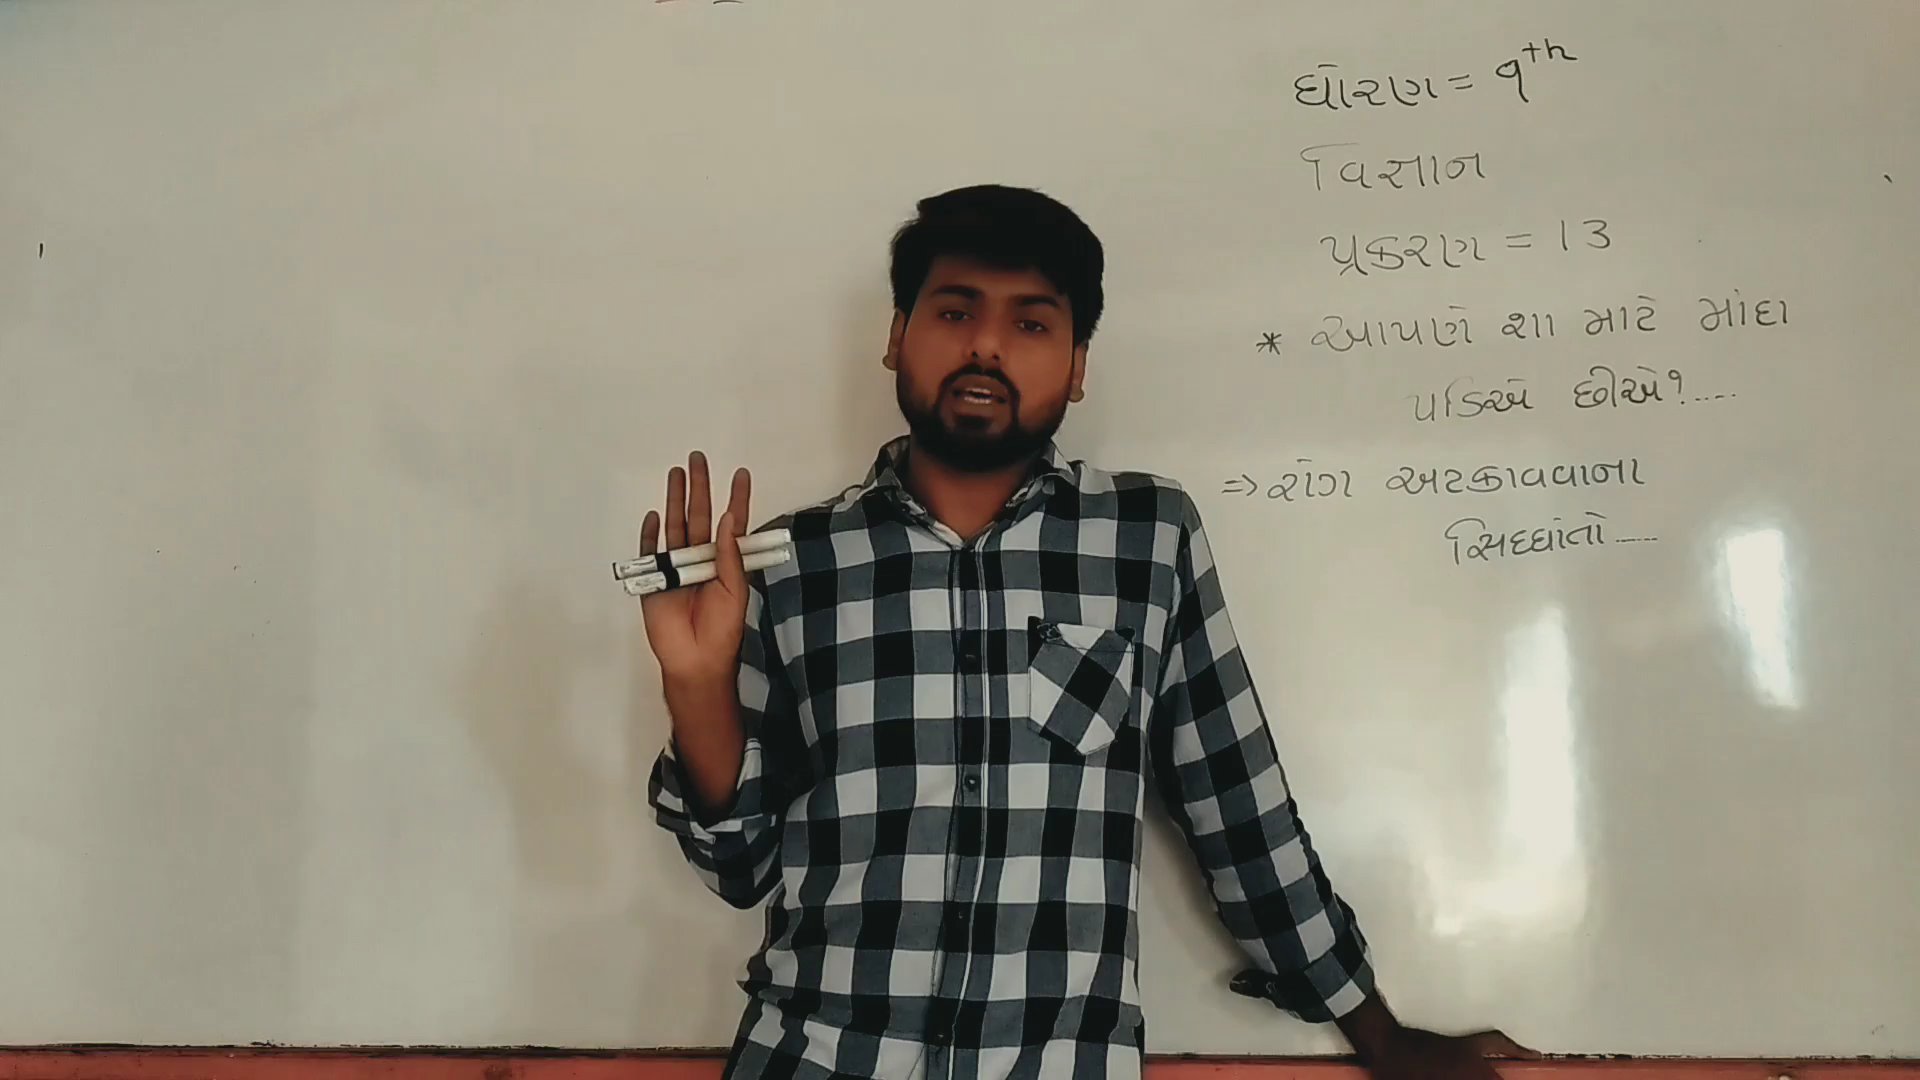 ધોરણ = 9th
વિજ્ઞાન
પ્રકરણ = 13
* આપણે શા માટે માંદા
પડિએ છીએ?....
=> રોગ અટકાવવાના
સિદ્ધાંતો.....